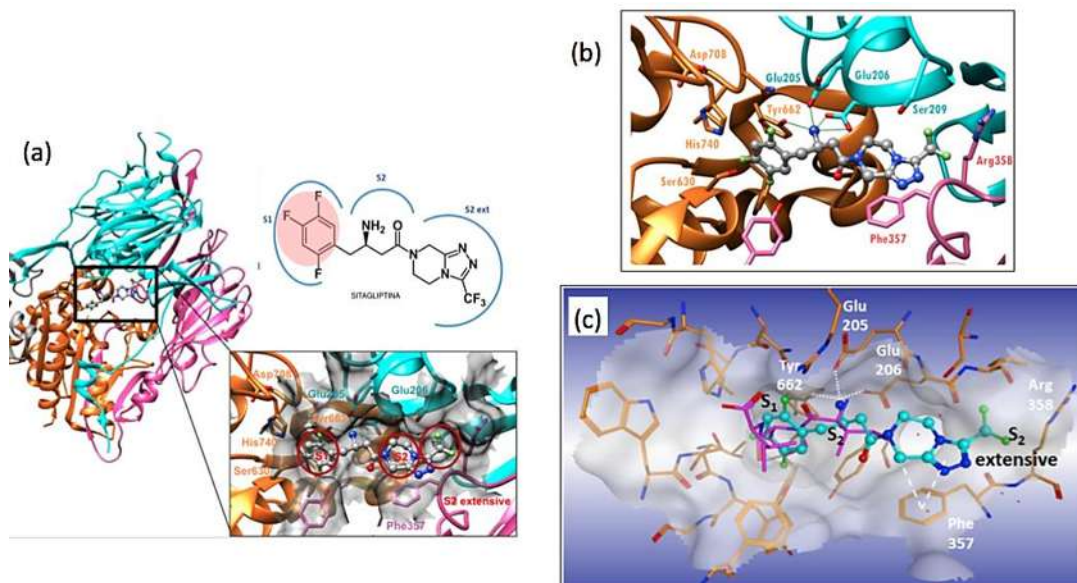 (a)
S1
S2
S2 ext
F
F
F
NH2
O
N
N
N
N
CF3
SITAGLIPTINA
Asp708
Glu205
Glu206
His740
Ser630
S1
S2
S2 extensive
Phe357
(b)
Asp708
Glu205
Glu206
Tyr662
Ser209
His740
Arg358
Ser630
Phe357
(c)
Glu
205
Glu
206
Tyr
662
Arg
358
S1
S2
S2
extensive
Phe
357